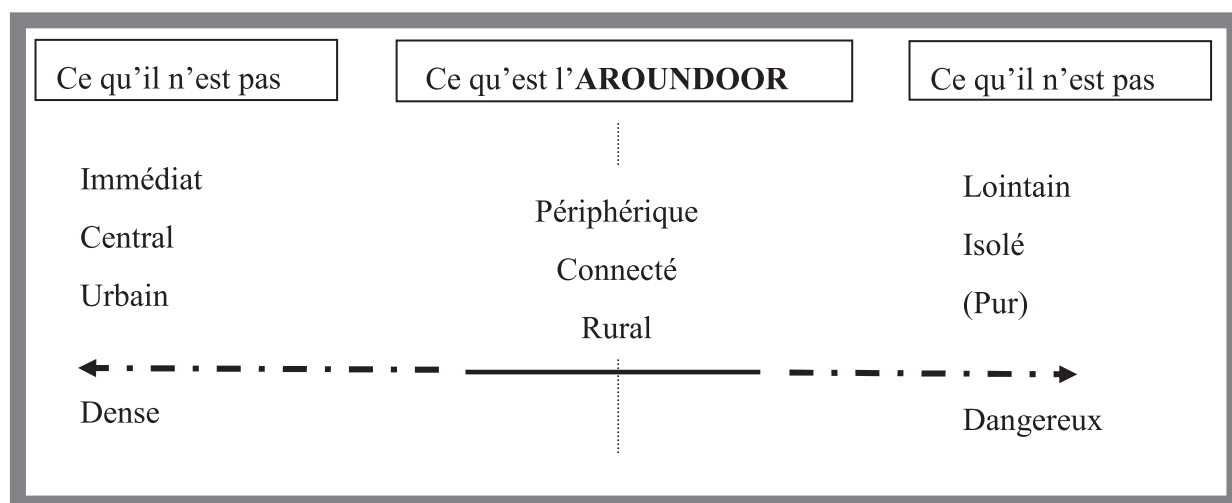 Ce qu'il n'est pas
Ce qu'est l'AROUNDOOR
Ce qu'il n'est pas
Immédiat
Central
Urbain
Dense
Périphérique
Connecté
Rural
Lointain
Isolé
(Pur)
Dangereux